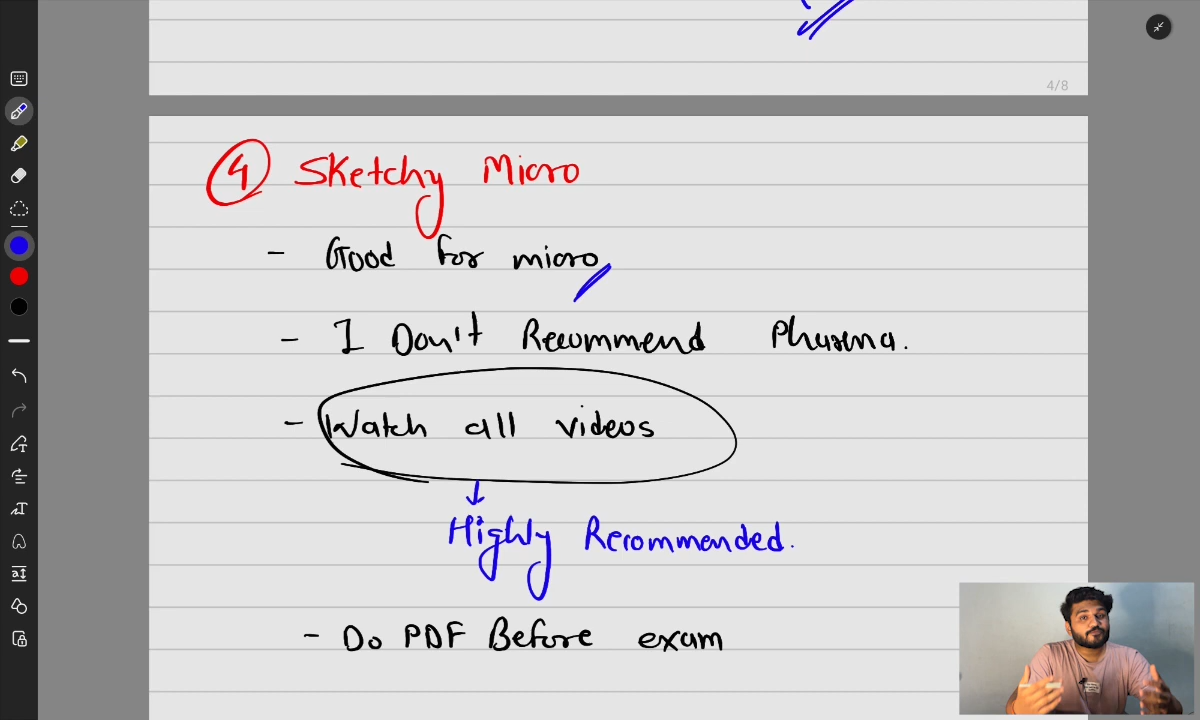 4/8
4 Sketchy Micro
- Good for micro
- I Don't Recommend Pharma.
- Watch all videos
Highly Recommended.
- Do PDF Before exam